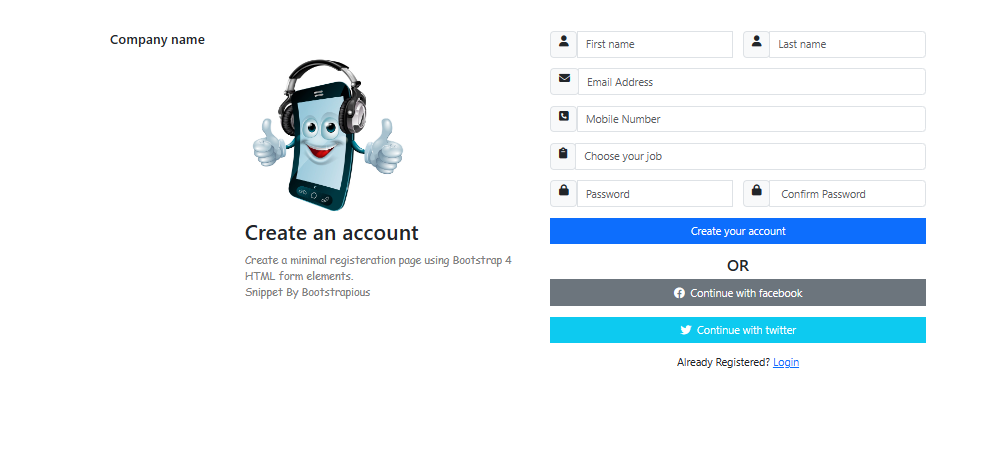 Company name
Create an account
Create a minimal registeration page using Bootstrap 4
HTML form elements.
Snippet By Bootstrapious
First name
Last name
Email Address
Mobile Number
Choose your job
Password
Confirm Password
Create your account
OR
Continue with facebook
Continue with twitter
Already Registered? Login